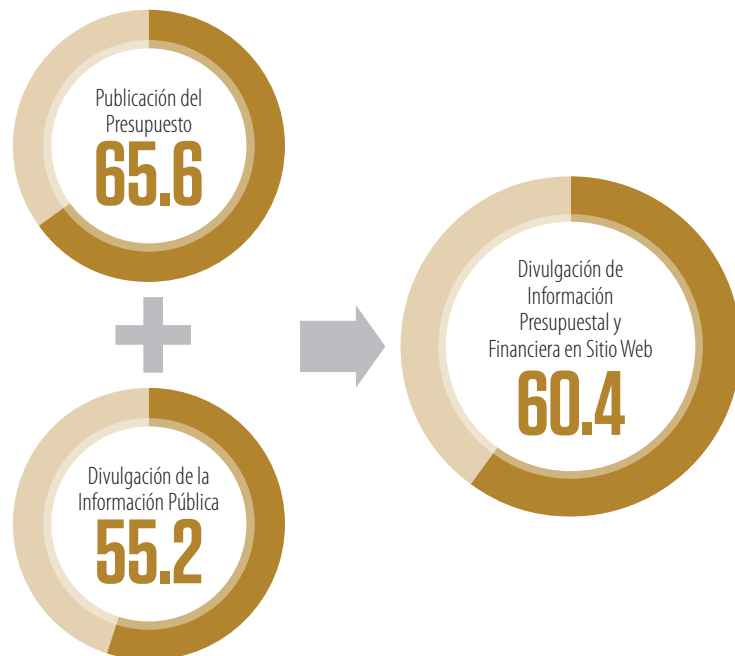 Publicación del
Presupuesto
65.6
Divulgación de la
Información Pública
55.2
Divulgación de
Información
Presupuestal y
Financiera en Sitio Web
60.4